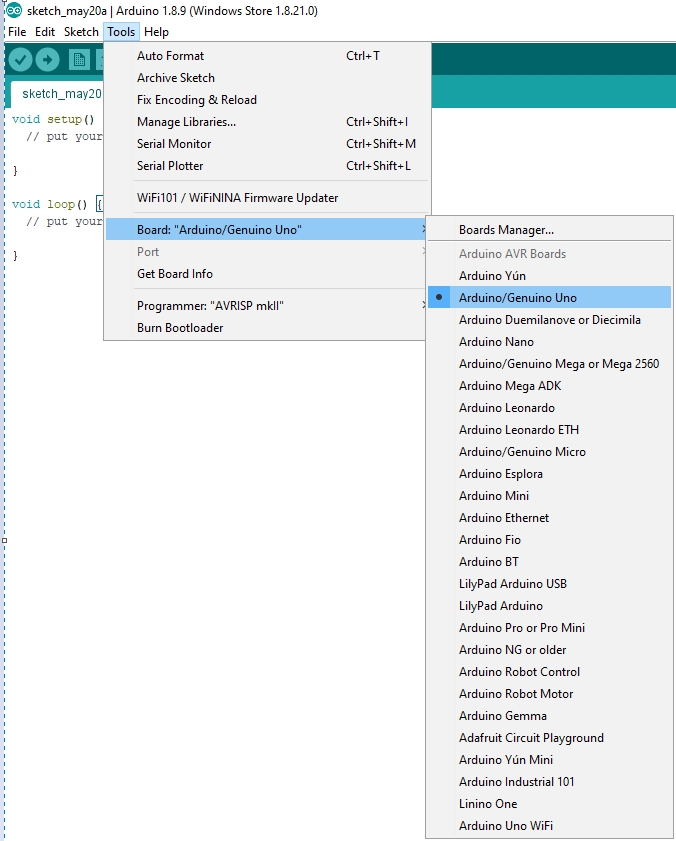 sketch_may20a | Arduino 1.8.9 (Windows Store 1.8.21.0)
File Edit Sketch Tools Help
sketch_may20
void setup()
// put your
}
void loop() {
// put your
}
Auto Format Ctrl+T
Archive Sketch
Fix Encoding & Reload
Manage Libraries... Ctrl+Shift+I
Serial Monitor Ctrl+Shift+M
Serial Plotter Ctrl+Shift+L
WiFi101 / WiFiNINA Firmware Updater
Board: "Arduino/Genuino Uno"
Port
Get Board Info
Programmer: "AVRISP mkII"
Burn Bootloader
Boards Manager...
Arduino AVR Boards
Arduino Yún
Arduino/Genuino Uno
Arduino Duemilanove or Diecimila
Arduino Nano
Arduino/Genuino Mega or Mega 2560
Arduino Mega ADK
Arduino Leonardo
Arduino Leonardo ETH
Arduino/Genuino Micro
Arduino Esplora
Arduino Mini
Arduino Ethernet
Arduino Fio
Arduino BT
LilyPad Arduino USB
LilyPad Arduino
Arduino Pro or Pro Mini
Arduino NG or older
Arduino Robot Control
Arduino Robot Motor
Arduino Gemma
Adafruit Circuit Playground
Arduino Yún Mini
Arduino Industrial 101
Linino One
Arduino Uno WiFi